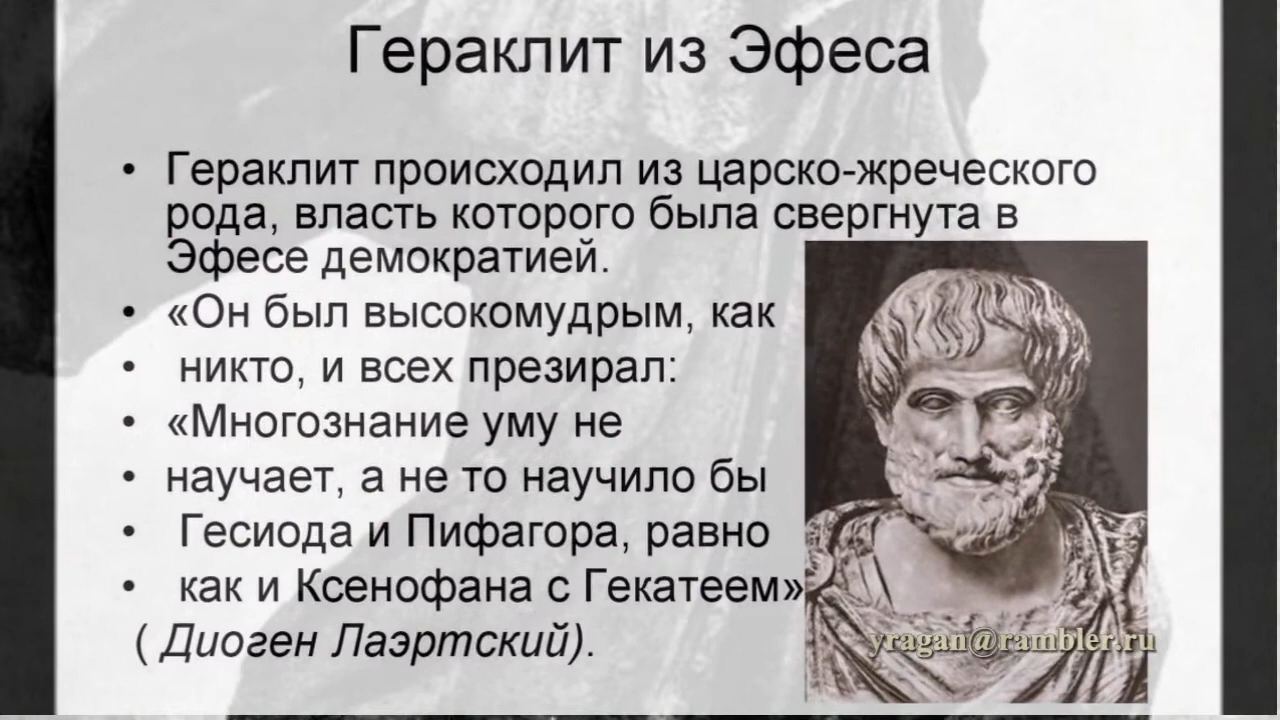 Гераклит из Эфеса
• Гераклит происходил из царско-жреческого
рода, власть которого была свергнута в
Эфесе демократией.
• «Он был высокомудрым, как
• никто, и всех презирал:
• «Многознание уму не
• научает, а не то научило бы
• Гесиода и Пифагора, равно
• как и Ксенофана с Гекатеем»
( Диоген Лаэртский).
yragan@rambler.ru